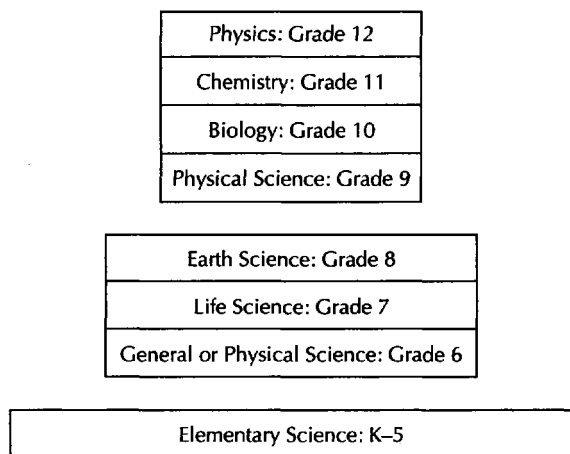 Physics: Grade 12
Chemistry: Grade 11
Biology: Grade 10
Physical Science: Grade 9
Earth Science: Grade 8
Life Science: Grade 7
General or Physical Science: Grade 6
Elementary Science: K–5